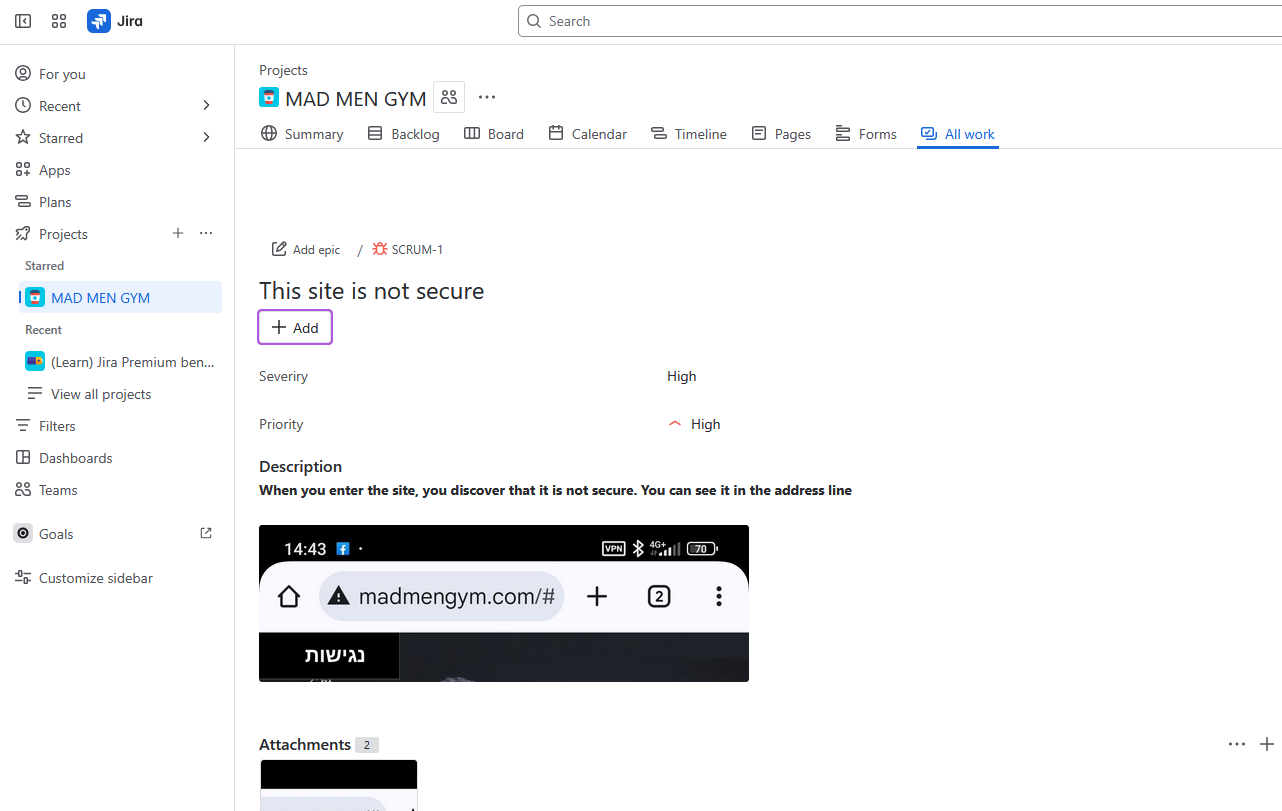 Jira
Search
For you
Recent
Starred
Apps
Plans
Projects
Starred
MAD MEN GYM
Recent
(Learn) Jira Premium ben...
View all projects
Filters
Dashboards
Teams
Goals
Customize sidebar
Projects
MAD MEN GYM
Summary Backlog Board Calendar Timeline Pages Forms All work
Add epic / SCRUM-1
This site is not secure
+ Add
Severiry High
Priority High
Description
When you enter the site, you discover that it is not secure. You can see it in the address line
14:43 VPN 4G+ 70
madmengym.com/# 2
נגישות
Attachments 2